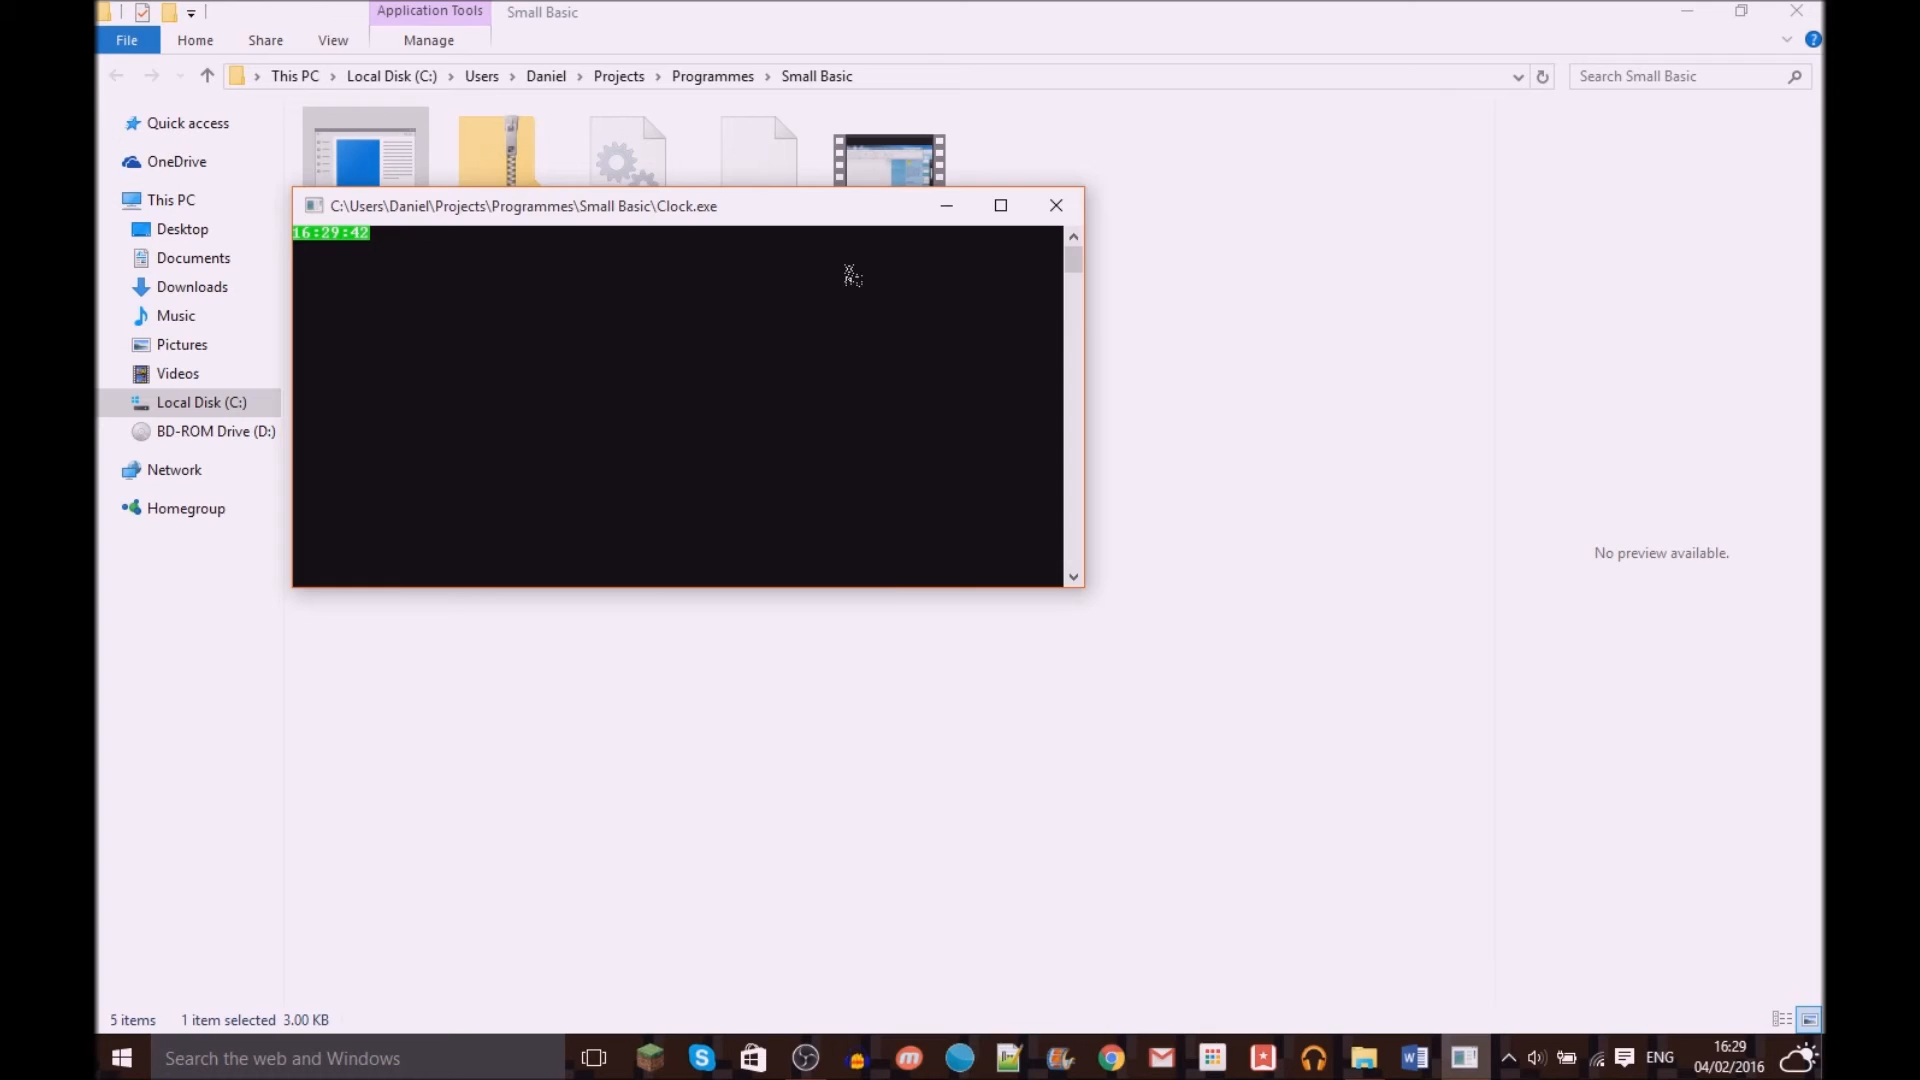 Application Tools
Small Basic
File
Home
Share
View
Manage
This PC
Local Disk (C:)
Users
Daniel
Projects
Programmes
Small Basic
Search Small Basic
Quick access
OneDrive
This PC
Desktop
Documents
Downloads
Music
Pictures
Videos
Local Disk (C:)
BD-ROM Drive (D:)
Network
Homegroup
C:\Users\Daniel\Projects\Programmes\Small Basic\Clock.exe
16:29:42
No preview available.
5 items
1 item selected 3.00 KB
Search the web and Windows
ENG
16:29
04/02/2016